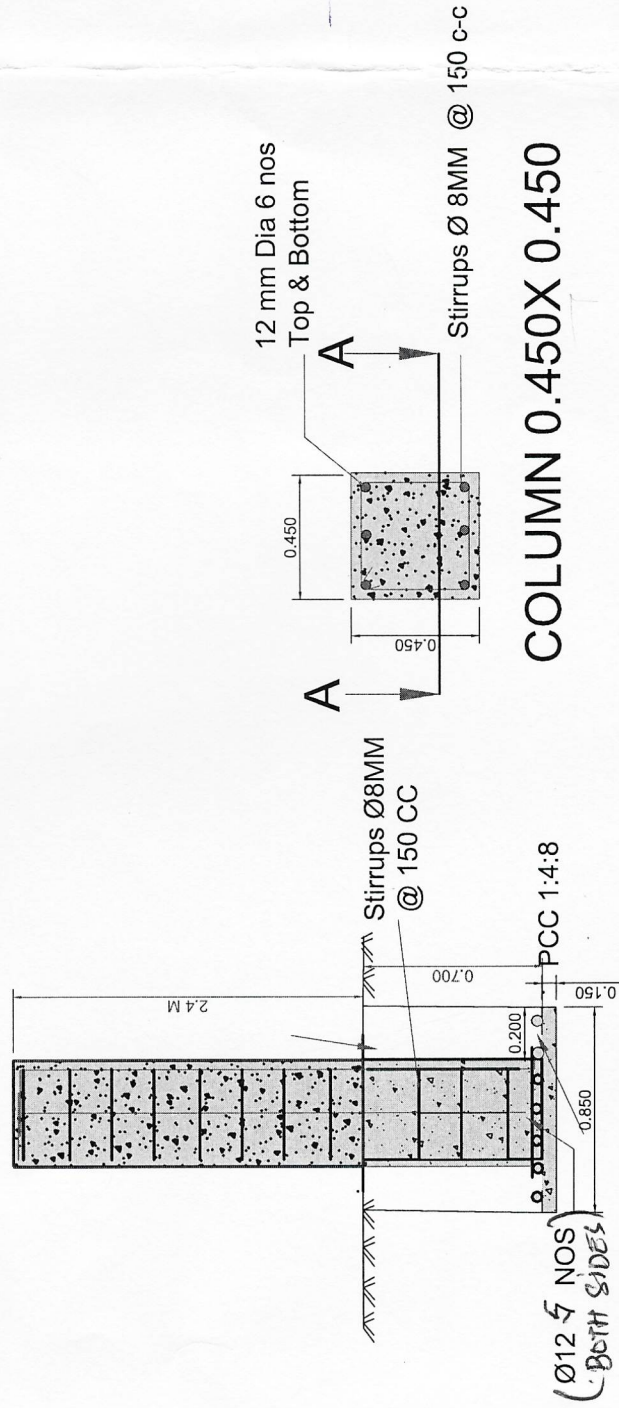 2.4 M
Stirrups Ø8MM
@ 150 CC
0.700
0.200
PCC 1:4:8
0.150
0.850
Ø12 5 NOS
(BOTH SIDES)
12 mm Dia 6 nos
Top & Bottom
0.450
0.450
A
A
Stirrups Ø 8MM @ 150 c-c
COLUMN 0.450X 0.450